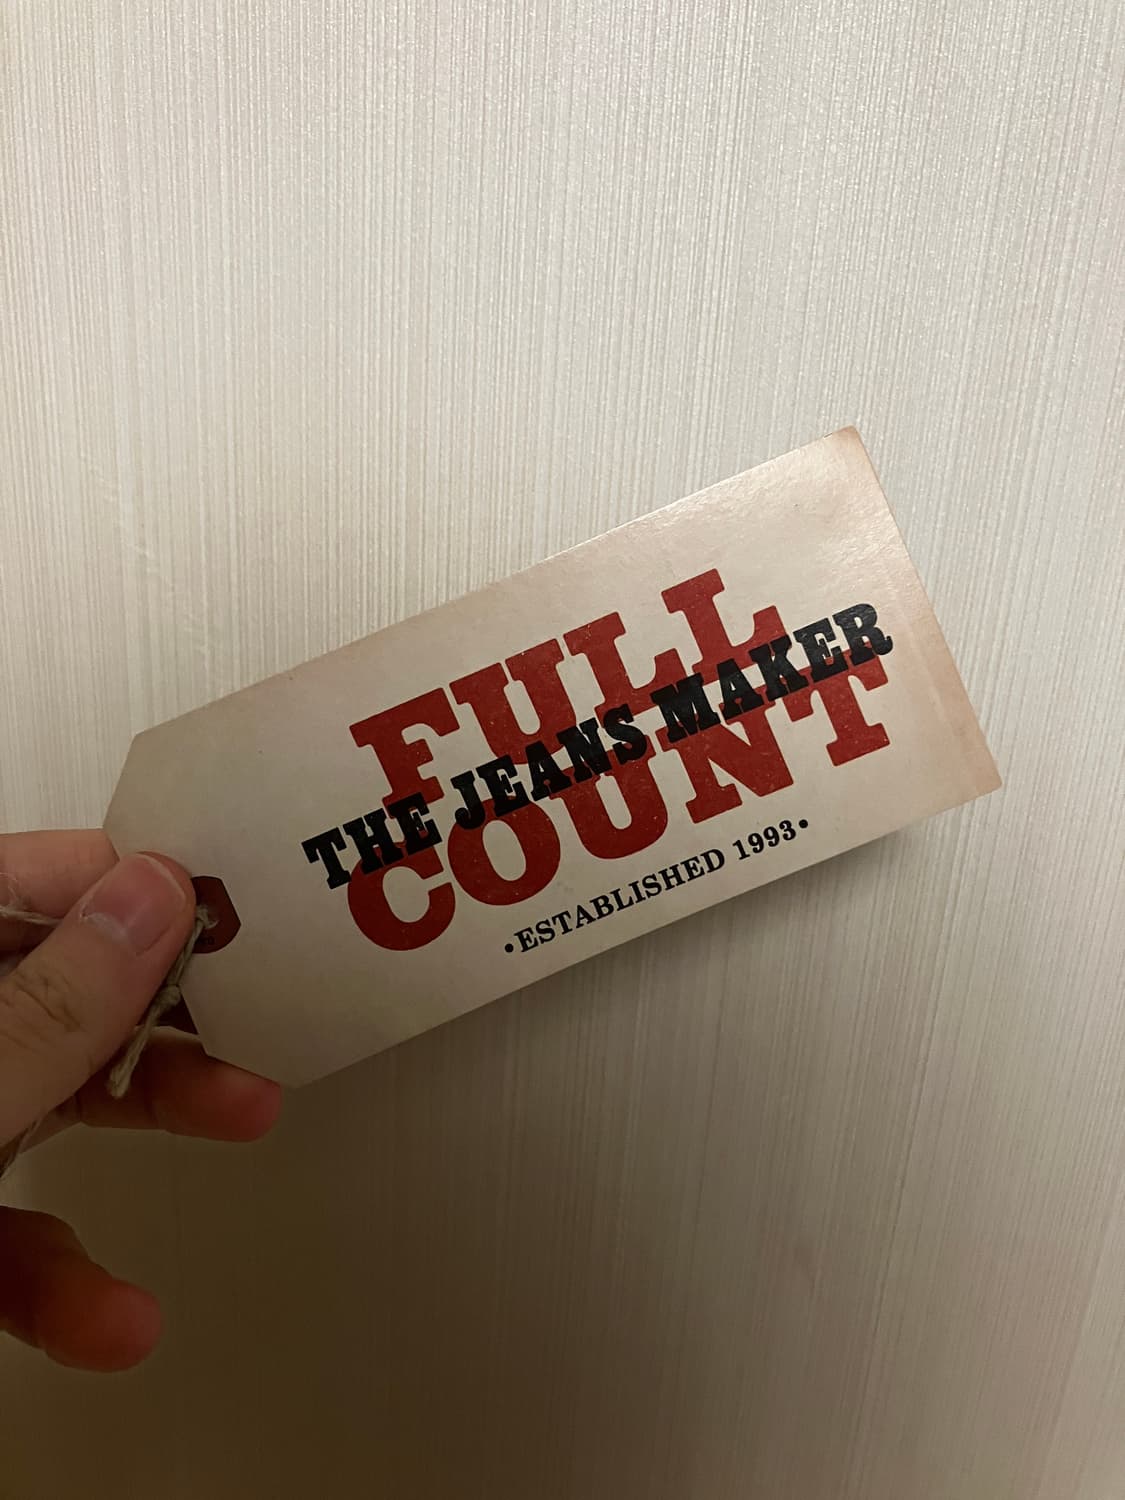 FULL
THE JEANS MAKER
COUNT
•ESTABLISHED 1993•